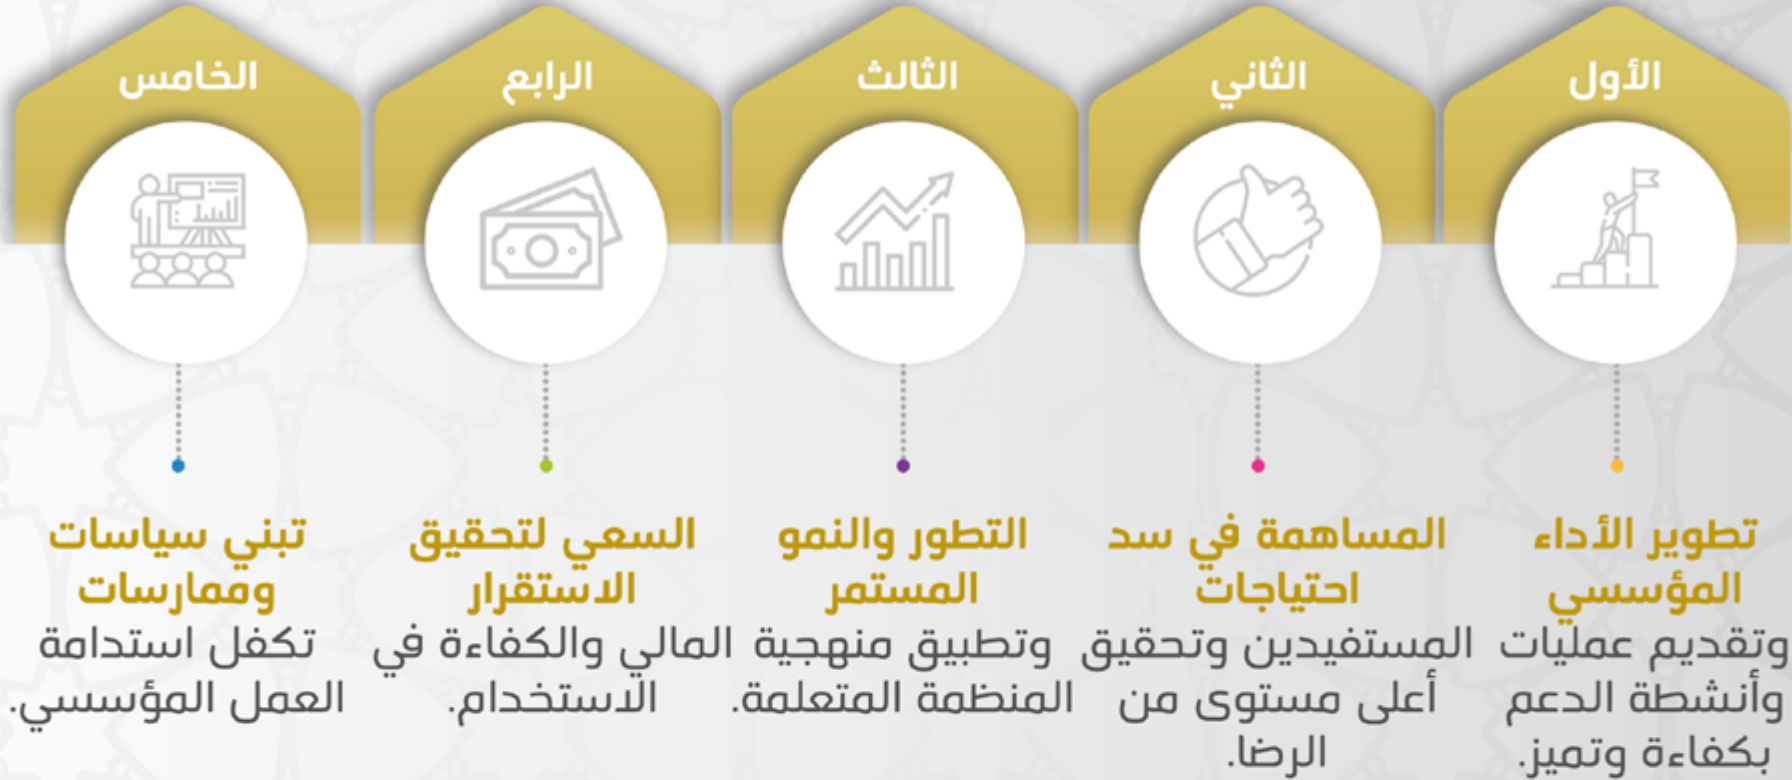 الأول
تطوير الأداء
المؤسسي
وتقديم عمليات
وأنشطة الدعم
بكفاءة وتميز.
الثاني
المساهمة في سد
احتياجات
المستفيدين وتحقيق
أعلى مستوى من
الرضا.
الثالث
التطور والنمو
المستمر
وتطبيق منهجية
المنظمة المتعلمة.
الرابع
السعي لتحقيق
الاستقرار
المالي والكفاءة في
الاستخدام.
الخامس
تبني سياسات
وممارسات
تكفل استدامة
العمل المؤسسي.